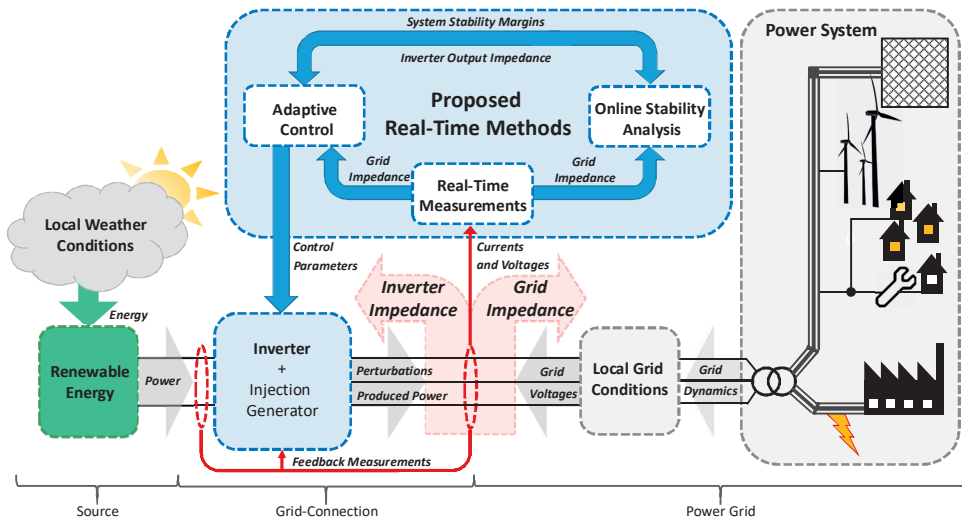 System Stability Margins
Power System
Inverter Output Impedance
Adaptive
Control
Proposed
Real-Time Methods
Online Stability
Analysis
Grid
Impedance
Grid
Impedance
Real-Time
Measurements
Local Weather
Conditions
Control
Parameters
Currents
and Voltages
Inverter
Impedance
Grid
Impedance
Energy
Renewable
Energy
Power
Inverter
+
Injection
Generator
Perturbations
Produced Power
Grid
Voltages
Local Grid
Conditions
Grid
Dynamics
Feedback Measurements
Source
Grid-Connection
Power Grid